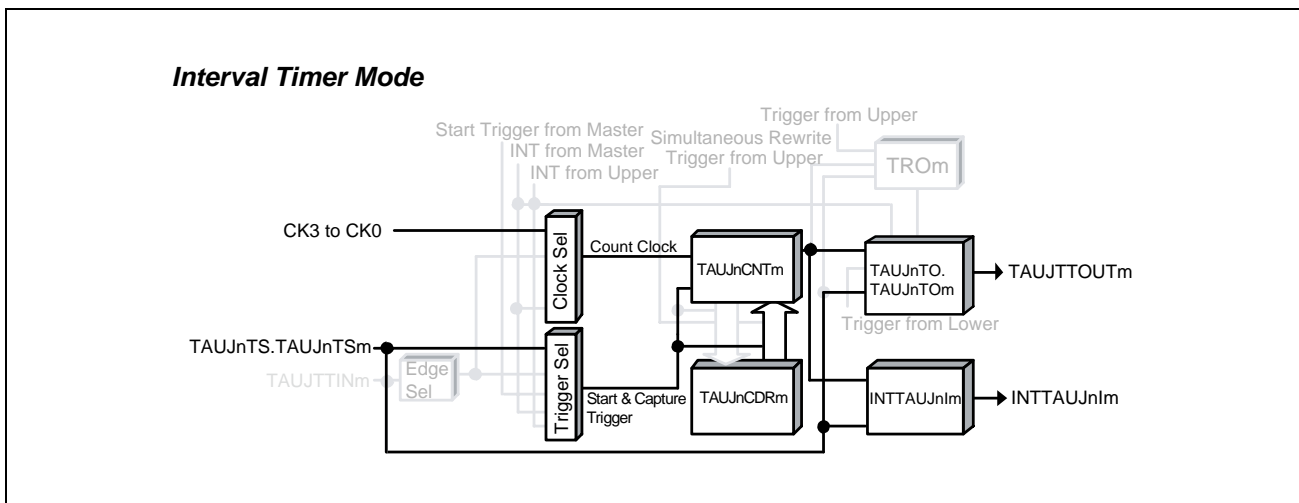 Interval Timer Mode
Trigger from Upper
Start Trigger from Master
Simultaneous Rewrite
INT from Master
Trigger from Upper
INT from Upper
TROm
CK3 to CK0
Clock Sel
Count Clock
TAUJnCNTm
TAUJnTO.
TAUJnTOm
TAUJTTOUTm
Trigger from Lower
TAUJnTS.TAUJnTSm
TAUJTTINm
Edge
Sel
Trigger Sel
Start & Capture
Trigger
TAUJnCDRm
INTTAUJnIm
INTTAUJnIm